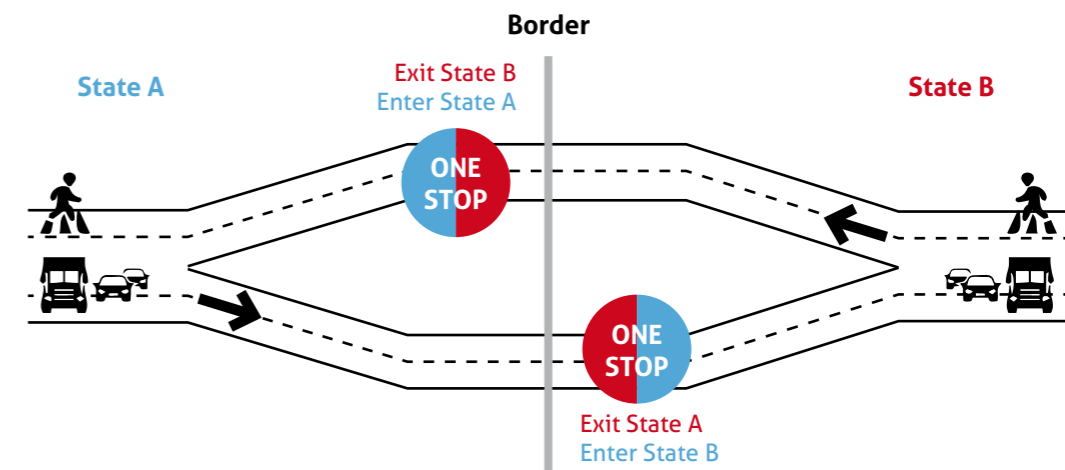 Border
State A
Exit State B
Enter State A
State B
ONE
STOP
ONE
STOP
Exit State A
Enter State B